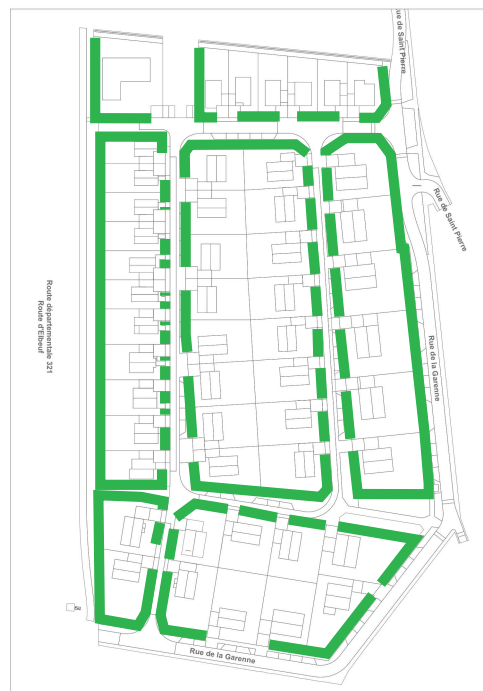 Rue de Saint Pierre
Rue de Saint Pierre
Route départementale 321
Route d'Elbeuf
Rue de la Garenne
Rue de la Garenne